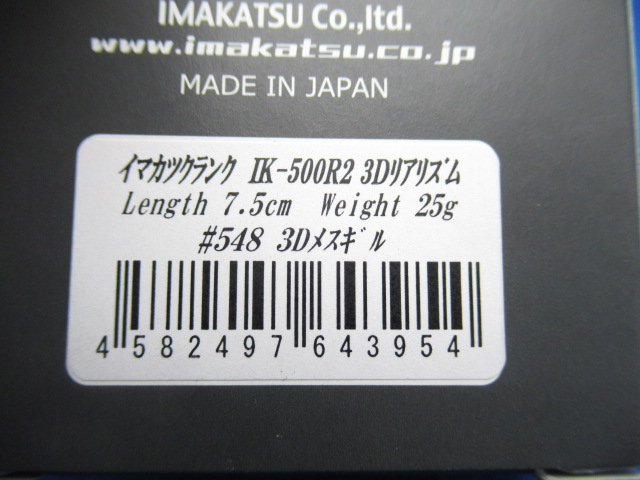 IMAKATSU Co.,ltd.
www.imakatsu.co.jp
MADE IN JAPAN
イマカツクランク IK-500R2 3Dリアリズム
Length 7.5cm Weight 25g
#548 3Dメスギル
4 582497 643954